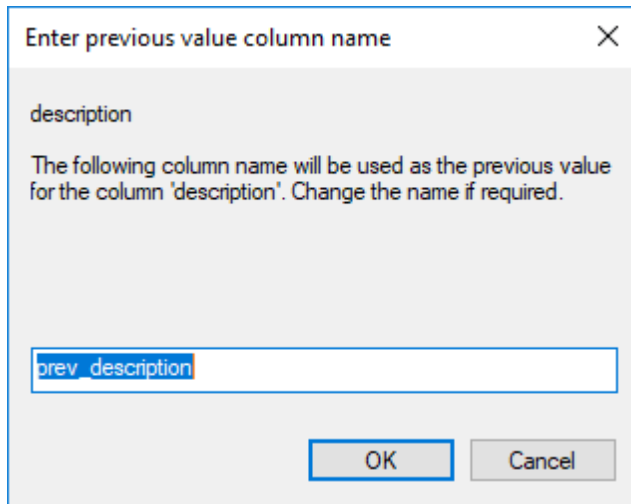 Enter previous value column name
description
The following column name will be used as the previous value
for the column 'description'. Change the name if required.
prev_description
OK
Cancel